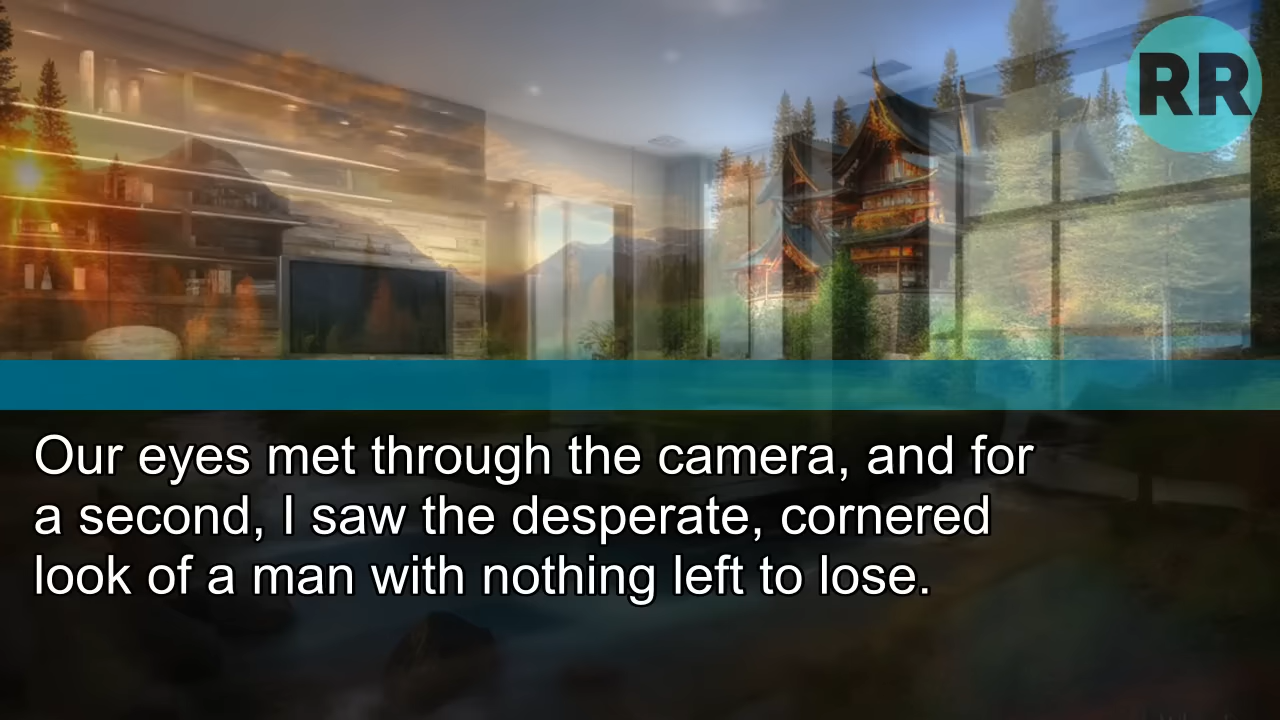 RR
Our eyes met through the camera, and for
a second, I saw the desperate, cornered
look of a man with nothing left to lose.